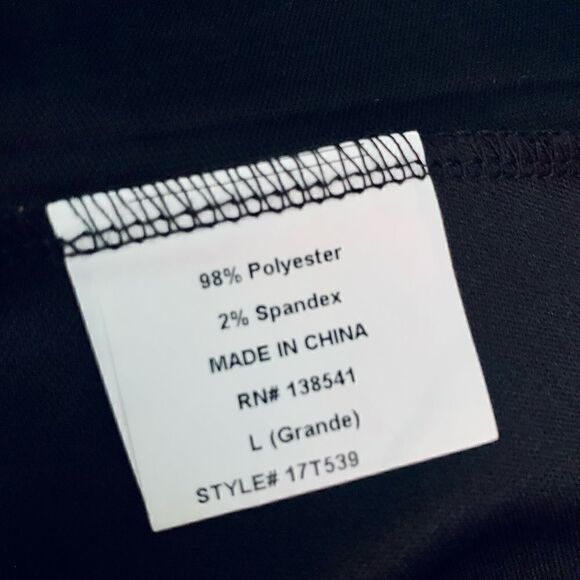 98% Polyester
2% Spandex
MADE IN CHINA
RN# 138541
L (Grande)
STYLE# 17T539